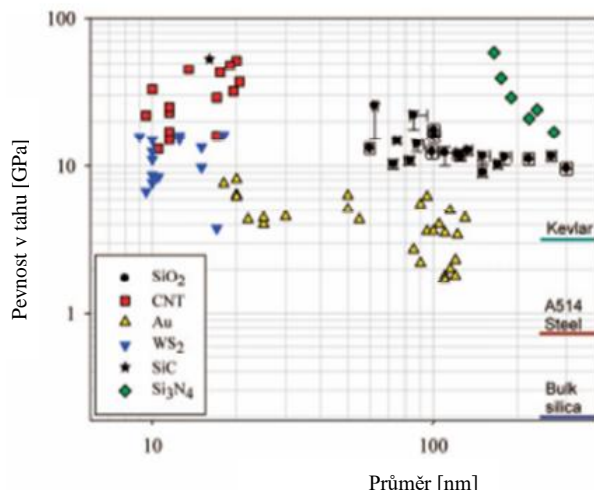 100
10
1
Pevnost v tahu [GPa]
SiO₂
CNT
Au
WS₂
SiC
Si₃N₄
Kevlar
A514
Steel
Bulk
silica
10
100
Průměr [nm]